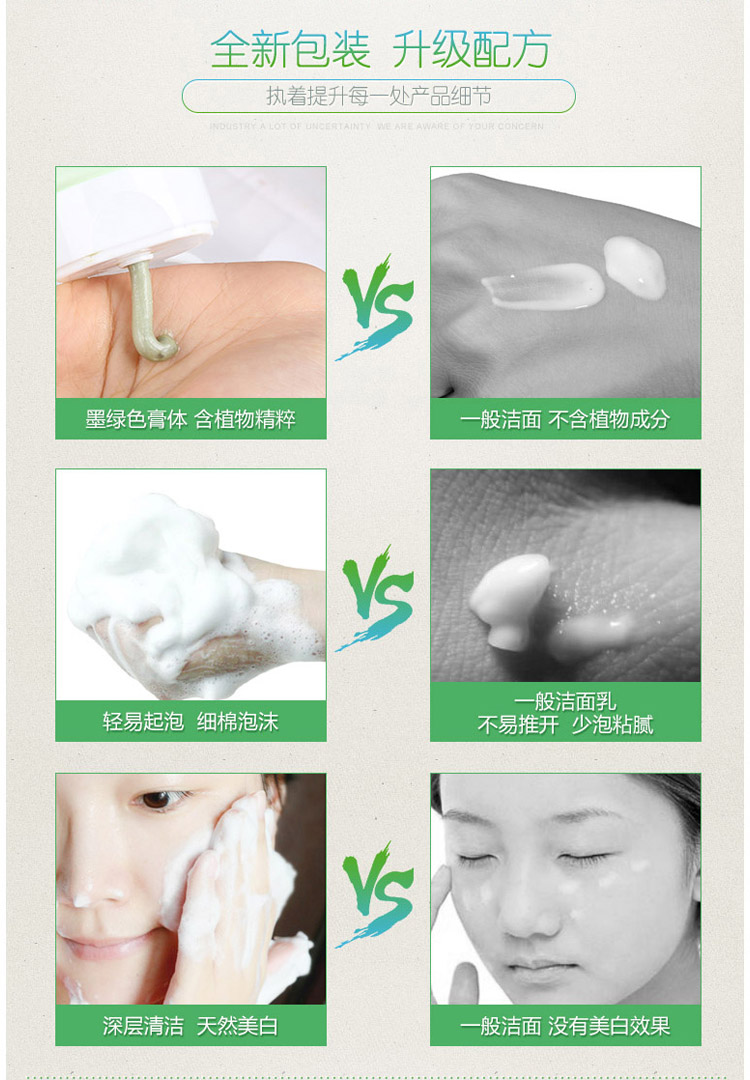 全新包装 升级配方
执着提升每一处产品细节
INDUSTRY A LOT OF UNCERTAINTY WE ARE AWARE OF YOUR CONCERN
VS
墨绿色膏体 含植物精粹
一般洁面 不含植物成分
VS
轻易起泡 细棉泡沫
一般洁面乳
不易推开 少泡粘腻
VS
深层清洁 天然美白
一般洁面 没有美白效果